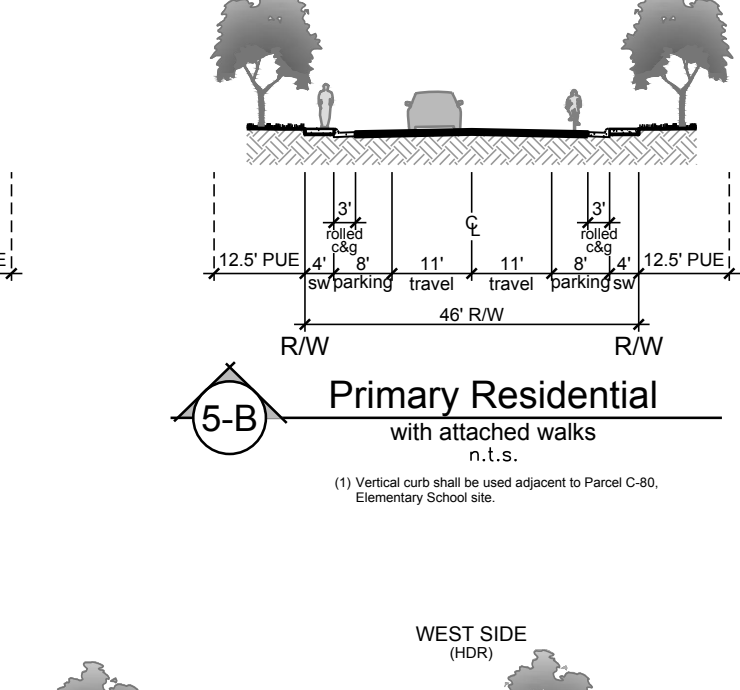 3'
rolled
c&g
CL
3'
rolled
c&g
E
12.5' PUE
4'
sw
8'
parking
11'
travel
11'
travel
8'
parking
4'
sw
12.5' PUE
46' R/W
R/W
R/W
5-B
Primary Residential
with attached walks
n.t.s.
(1) Vertical curb shall be used adjacent to Parcel C-80,
Elementary School site.
WEST SIDE
(HDR)